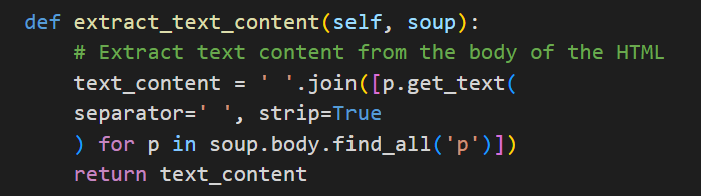 def extract_text_content(self, soup):
    # Extract text content from the body of the HTML
    text_content = ' '.join([p.get_text(
    separator=' ', strip=True
    ) for p in soup.body.find_all('p')])
    return text_content